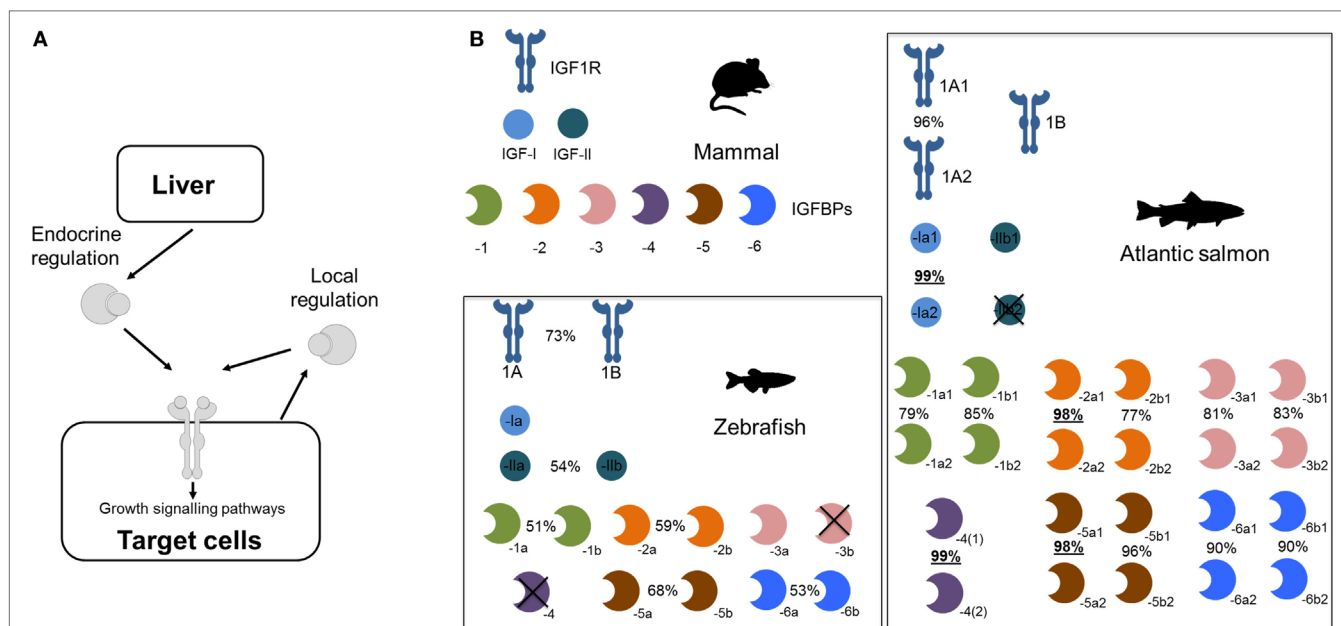 A
Liver
Endocrine
regulation
Local
regulation
Growth signalling pathways
Target cells
B
IGF1R
IGF-I
IGF-II
Mammal
IGFBPs
-1
-2
-3
-4
-5
-6
73%
1A
1B
-Ia
Zebrafish
-IIa
54%
-IIb
51%
59%
-1a
-1b
-2a
-2b
-3a
-3b
68%
53%
-4
-5a
-5b
-6a
-6b
1A1
96%
1B
1A2
-Ia1
-IIb1
Atlantic salmon
99%
-Ia2
-IIb2
-1a1
-1b1
-2a1
-2b1
-3a1
-3b1
79%
85%
98%
77%
81%
83%
-1a2
-1b2
-2a2
-2b2
-3a2
-3b2
-4(1)
-5a1
-5b1
-6a1
-6b1
99%
98%
96%
90%
90%
-4(2)
-5a2
-5b2
-6a2
-6b2